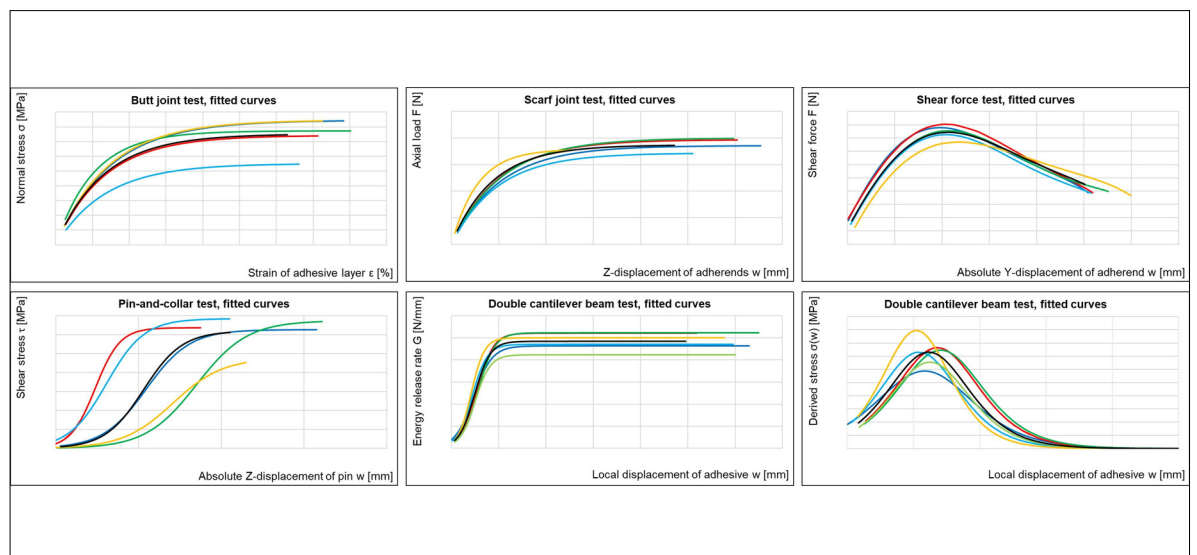 Butt joint test, fitted curves
Normal stress σ [MPa]
Strain of adhesive layer ε [%]
Scarf joint test, fitted curves
Axial load F [N]
Z-displacement of adherends w [mm]
Shear force test, fitted curves
Shear force F [N]
Absolute Y-displacement of adherend w [mm]
Pin-and-collar test, fitted curves
Shear stress τ [MPa]
Absolute Z-displacement of pin w [mm]
Double cantilever beam test, fitted curves
Energy release rate G [N/mm]
Local displacement of adhesive w [mm]
Double cantilever beam test, fitted curves
Derived stress σ(w) [MPa]
Local displacement of adhesive w [mm]